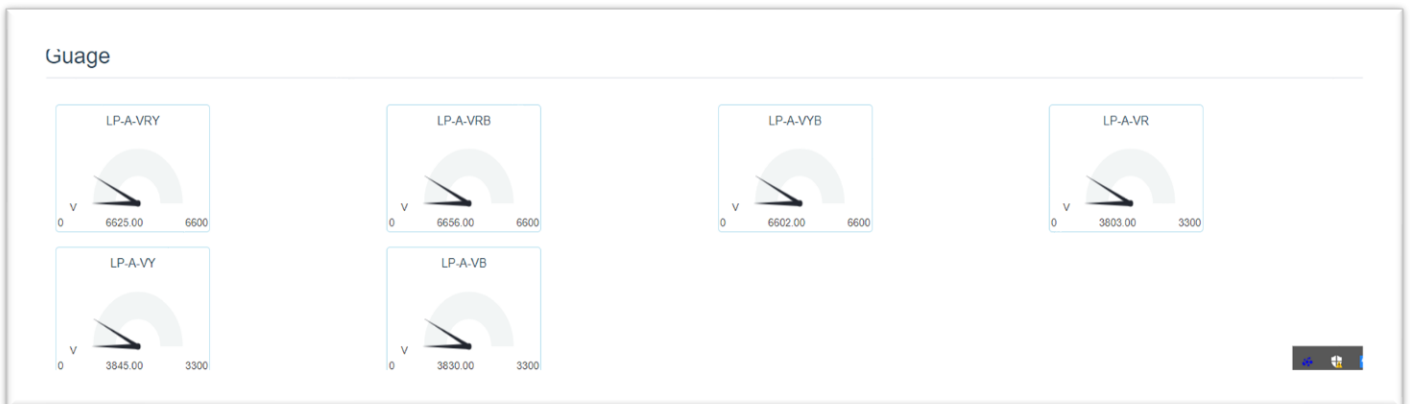 Guage
LP-A-VRY
V
0 6625.00 6600
LP-A-VRB
V
0 6656.00 6600
LP-A-VYB
V
0 6602.00 6600
LP-A-VR
V
0 3803.00 3300
LP-A-VY
V
0 3845.00 3300
LP-A-VB
V
0 3830.00 3300